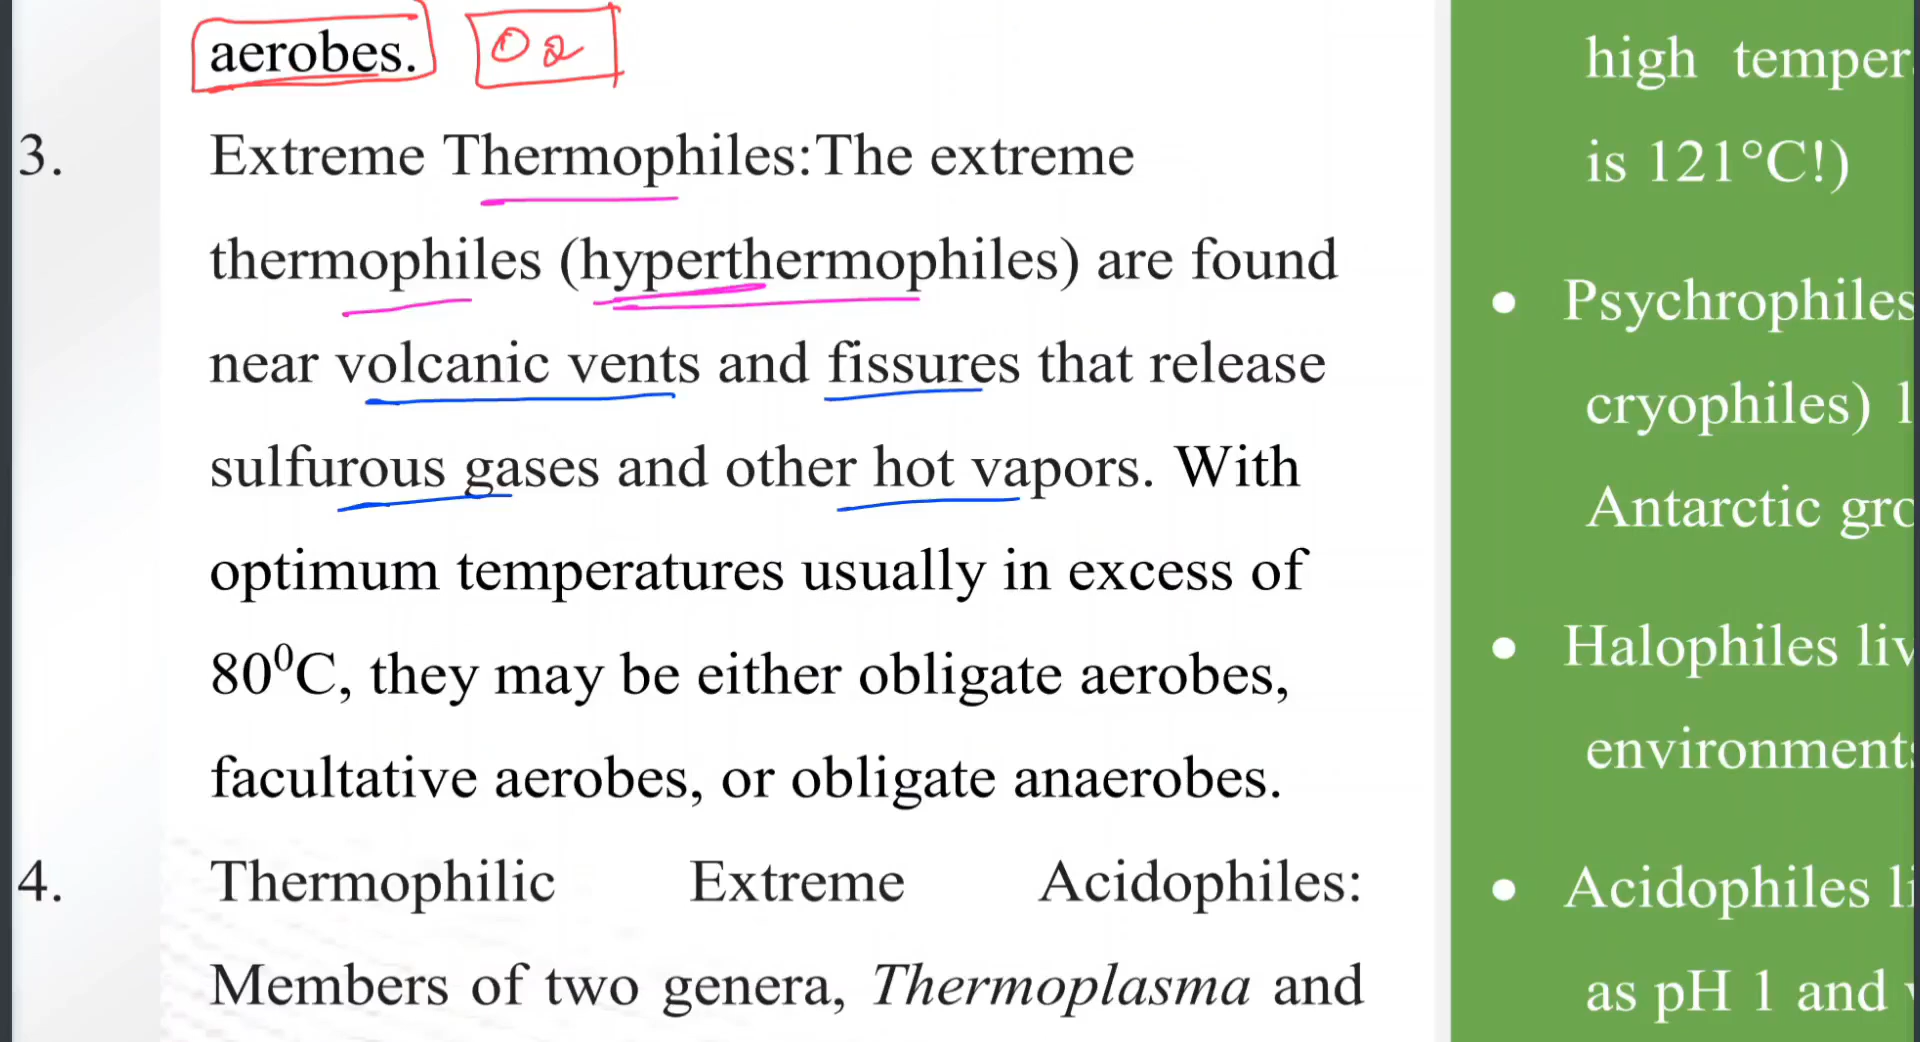 aerobes. O2
3. Extreme Thermophiles:The extreme
thermophiles (hyperthermophiles) are found
near volcanic vents and fissures that release
sulfurous gases and other hot vapors. With
optimum temperatures usually in excess of
80⁰C, they may be either obligate aerobes,
facultative aerobes, or obligate anaerobes.
4. Thermophilic Extreme Acidophiles:
Members of two genera, Thermoplasma and
high
is 121°C!)
• Psychrophiles
cryophiles)
Antarctic
• Halophiles
environments
• Acidophiles
as pH 1 and